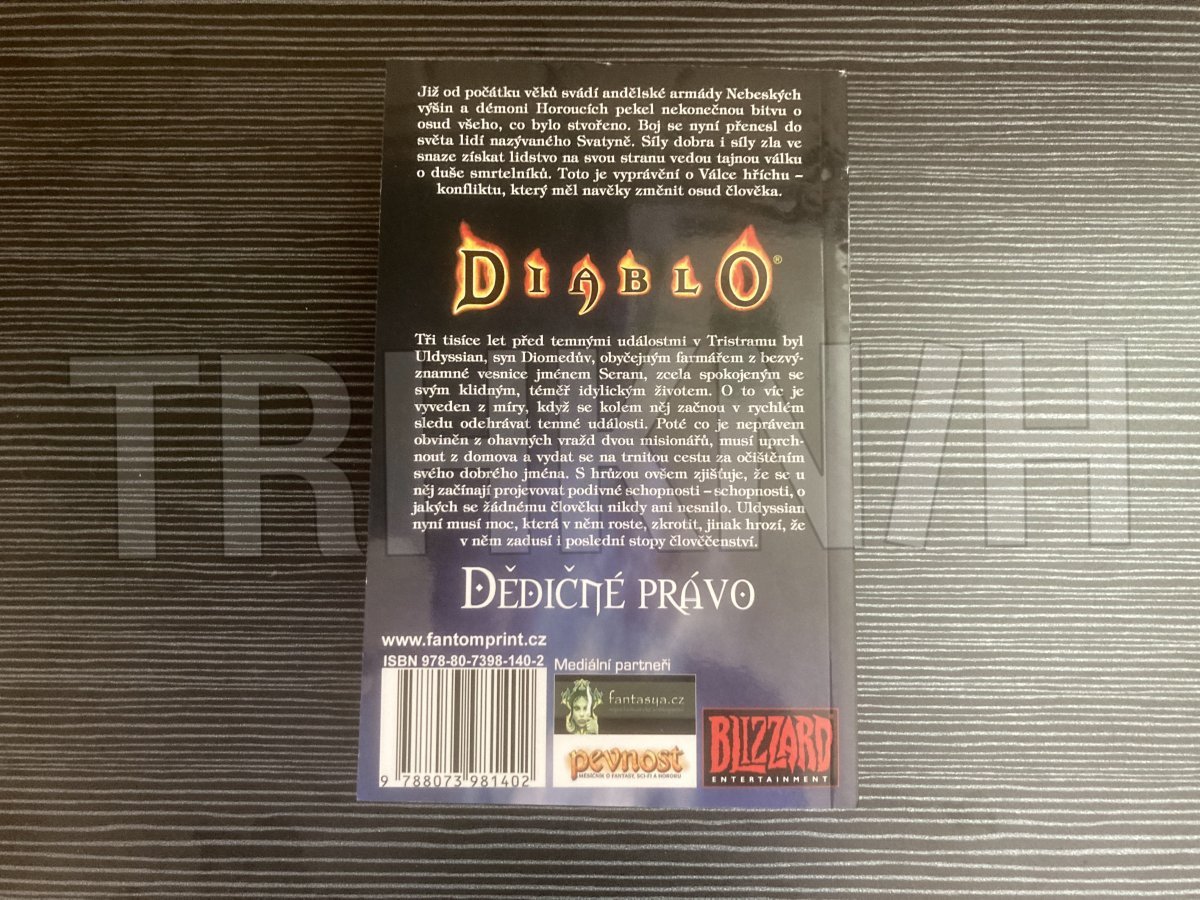 Již od počátku věků svádí andělské armády Nebeských
výšin a démoni Horoucích pekel nekonečnou bitvu o
osud všeho, co bylo stvořeno. Boj se nyní přenesl do
světa lidí nazývaného Svatyně. Síly dobra i síly zla ve
snaze získat lidstvo na svou stranu vedou tajnou válku
o duše smrtelníků. Toto je vyprávění o Válce hříchu –
konfliktu, který měl navěky změnit osud člověka.
DIABLO®
Tři tisíce let před temnými událostmi v Tristramu byl
Uldyssian, syn Diomedův, obyčejným farmářem z bezvý-
znamné vesnice jménem Seram, zcela spokojeným se
svým klidným, téměř idylickým životem. O to víc je
vyveden z míry, když se kolem něj začnou v rychlém
sledu odehrávat temné události. Poté co je neprávem
obviněn z ohavných vražd dvou misionářů, musí uprch-
nout z domova a vydat se na trnitou cestu za očištěním
svého dobrého jména. S hrůzou ovšem zjišťuje, že se u
něj začínají projevovat podivné schopnosti – schopnosti, o
jakých se žádnému člověku nikdy ani nesnilo. Uldyssian
nyní musí moc, která v něm roste, zkrotit, jinak hrozí, že
v něm zadusí i poslední stopy človččenství.
DĚDIČNÉ PRÁVO
www.fantomprint.cz
ISBN 978-80-7398-140-2
Mediální partneři
fantasya.cz
pevnost
MĚSÍČNÍK O FANTASY, SCI-FI A HORORU
BLIZZARD
ENTERTAINMENT
9 788073 981402